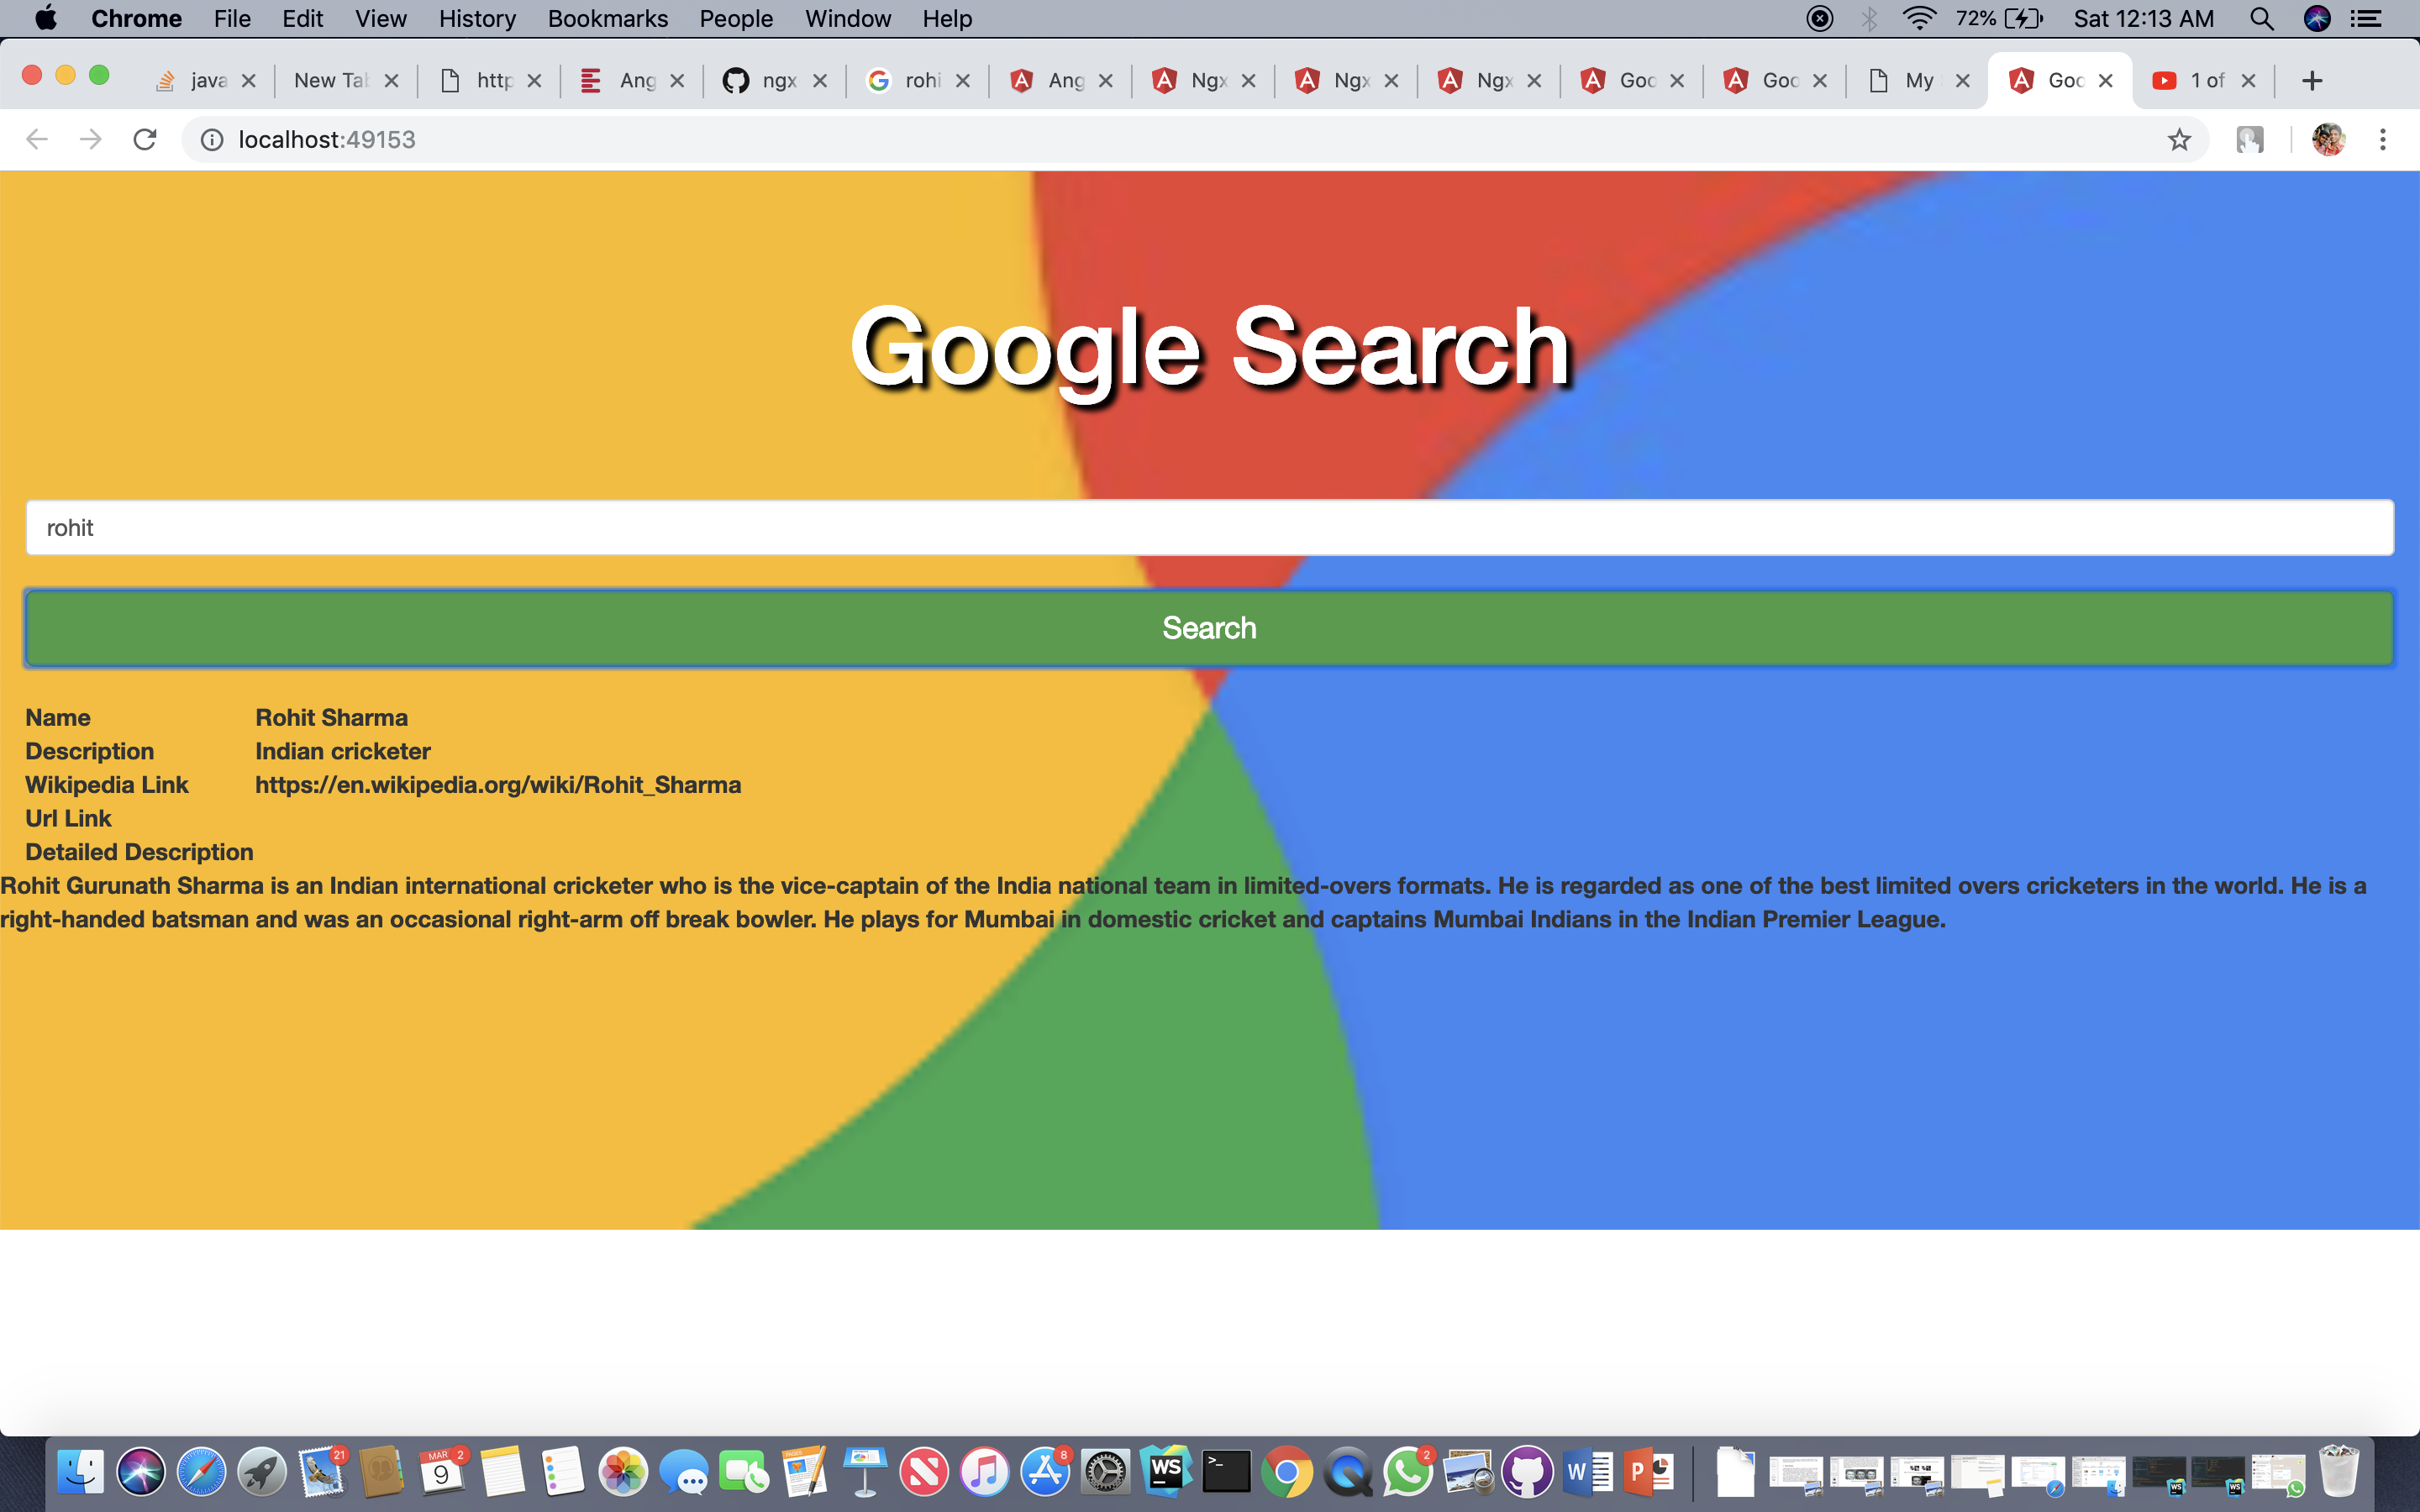 Chrome File Edit View History Bookmarks People Window Help 72% Sat 12:13 AM
java New Tab http Ang ngx rohi Ang Ngx Ngx Ngx Goo Goo My Goo 1 of
localhost:49153
Google Search
rohit
Search
Name Rohit Sharma
Description Indian cricketer
Wikipedia Link https://en.wikipedia.org/wiki/Rohit_Sharma
Url Link
Detailed Description
Rohit Gurunath Sharma is an Indian international cricketer who is the vice-captain of the India national team in limited-overs formats. He is regarded as one of the best limited overs cricketers in the world. He is a
right-handed batsman and was an occasional right-arm off break bowler. He plays for Mumbai in domestic cricket and captains Mumbai Indians in the Indian Premier League.
21 MAR 9 2 PAGES 8 WS >_ 2 W P WS WS